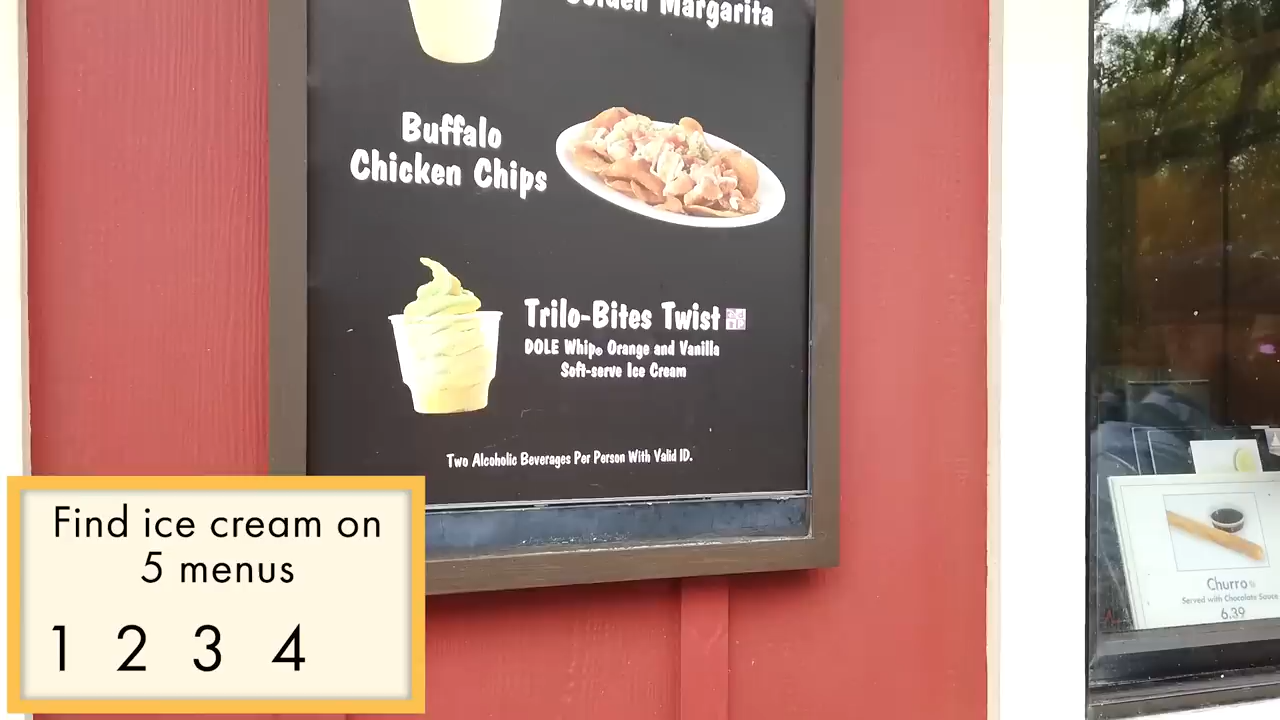 Margarita
Buffalo
Chicken Chips
Trilo-Bites Twist
DOLE Whip® Orange and Vanilla
Soft-serve Ice Cream
Two Alcoholic Beverages Per Person With Valid ID.
Find ice cream on
5 menus
1 2 3 4
Churro
Served with Chocolate Sauce
6.39